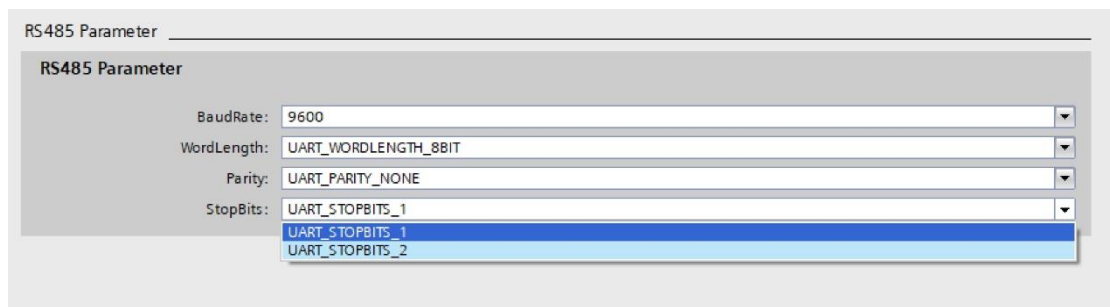 RS485 Parameter
RS485 Parameter
BaudRate: 9600
WordLength: UART_WORDLENGTH_8BIT
Parity: UART_PARITY_NONE
StopBits: UART_STOPBITS_1
UART_STOPBITS_1
UART_STOPBITS_2